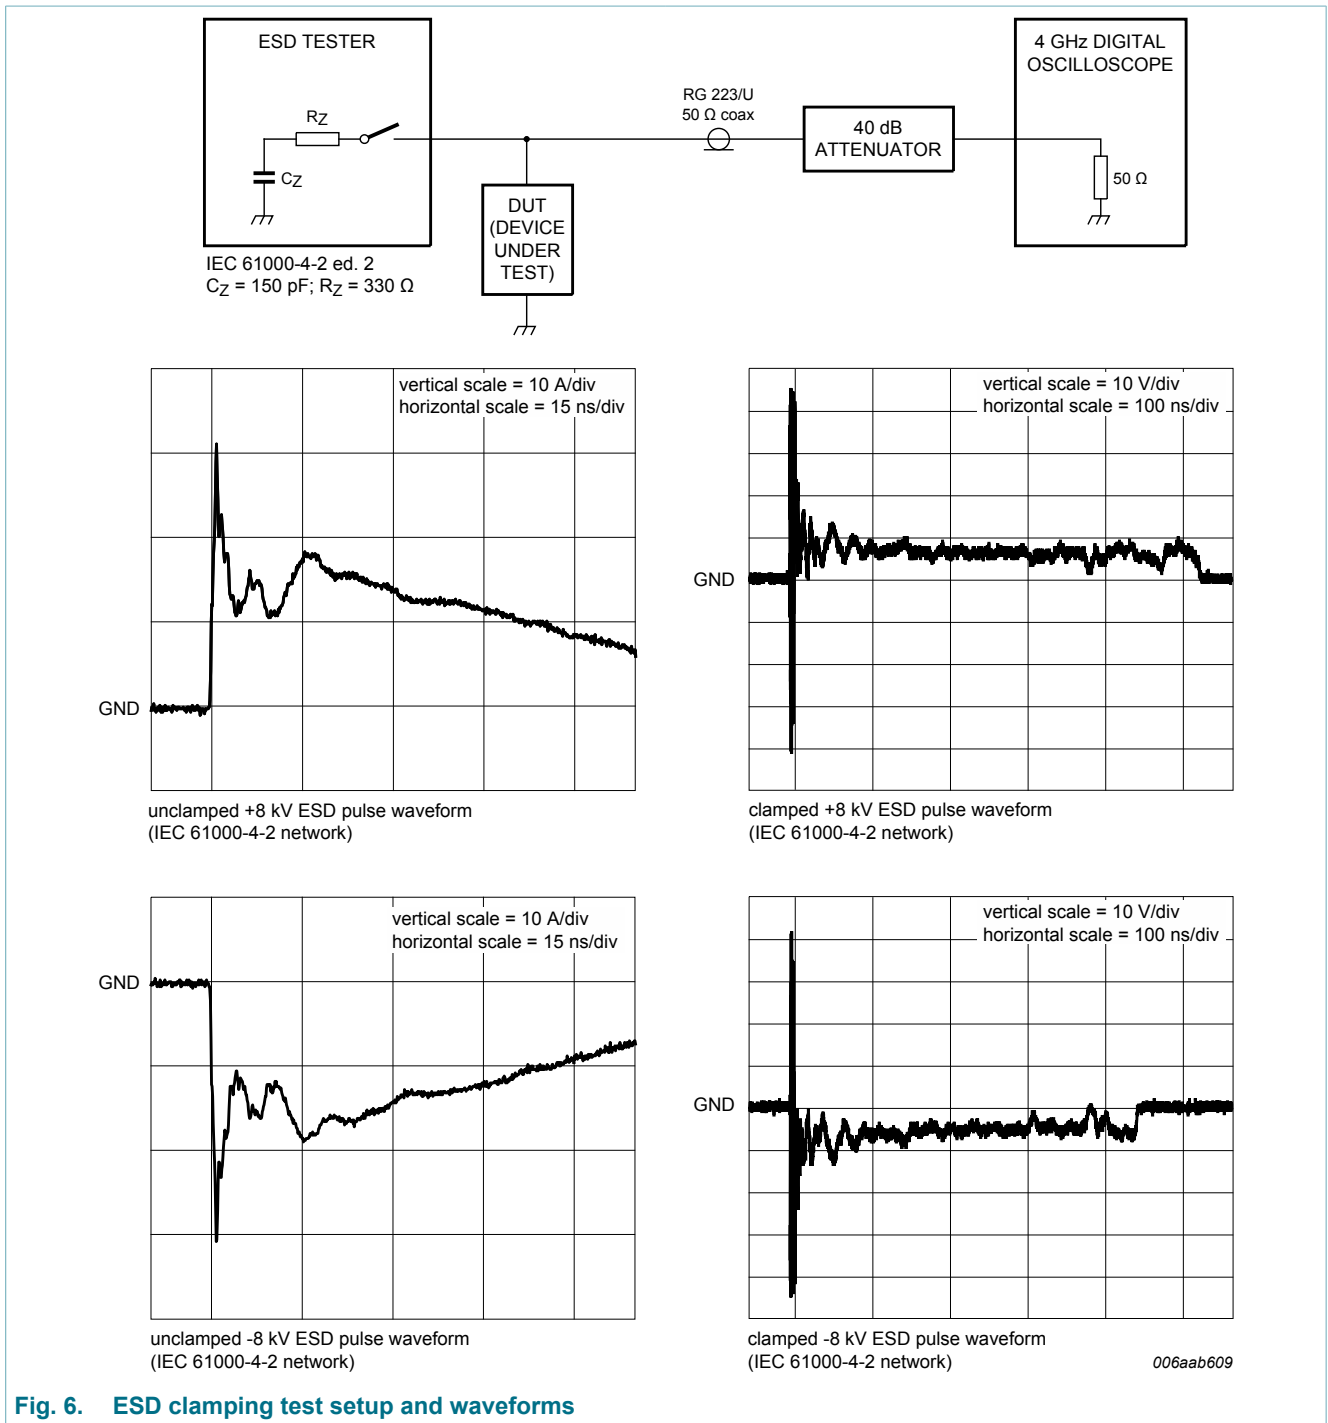 ESD TESTER
RZ
CZ
IEC 61000-4-2 ed. 2
CZ = 150 pF; RZ = 330 Ω
DUT
(DEVICE
UNDER
TEST)
RG 223/U
50 Ω coax
40 dB
ATTENUATOR
4 GHz DIGITAL
OSCILLOSCOPE
50 Ω
vertical scale = 10 A/div
horizontal scale = 15 ns/div
GND
unclamped +8 kV ESD pulse waveform
(IEC 61000-4-2 network)
vertical scale = 10 V/div
horizontal scale = 100 ns/div
GND
clamped +8 kV ESD pulse waveform
(IEC 61000-4-2 network)
vertical scale = 10 A/div
horizontal scale = 15 ns/div
GND
unclamped -8 kV ESD pulse waveform
(IEC 61000-4-2 network)
vertical scale = 10 V/div
horizontal scale = 100 ns/div
GND
clamped -8 kV ESD pulse waveform
(IEC 61000-4-2 network)
006aab609
Fig. 6. ESD clamping test setup and waveforms